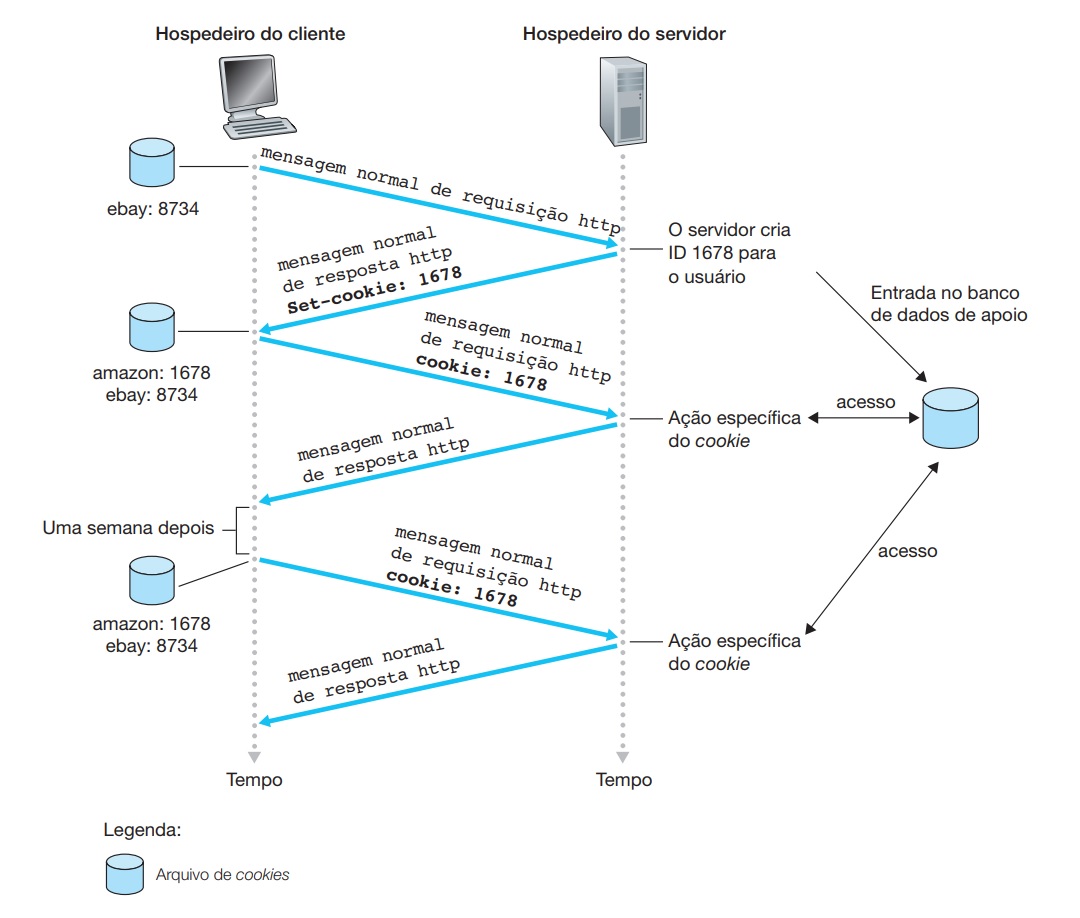 Hospedeiro do cliente
Hospedeiro do servidor
mensagem normal de requisição http
ebay: 8734
O servidor cria
ID 1678 para
o usuário
mensagem normal
de resposta http
Set-cookie: 1678
Entrada no banco
de dados de apoio
amazon: 1678
ebay: 8734
mensagem normal
de requisição http
cookie: 1678
acesso
Ação específica
do cookie
mensagem normal
de resposta http
Uma semana depois
mensagem normal
de requisição http
cookie: 1678
acesso
amazon: 1678
ebay: 8734
Ação específica
do cookie
mensagem normal
de resposta http
Tempo
Tempo
Legenda:
Arquivo de cookies